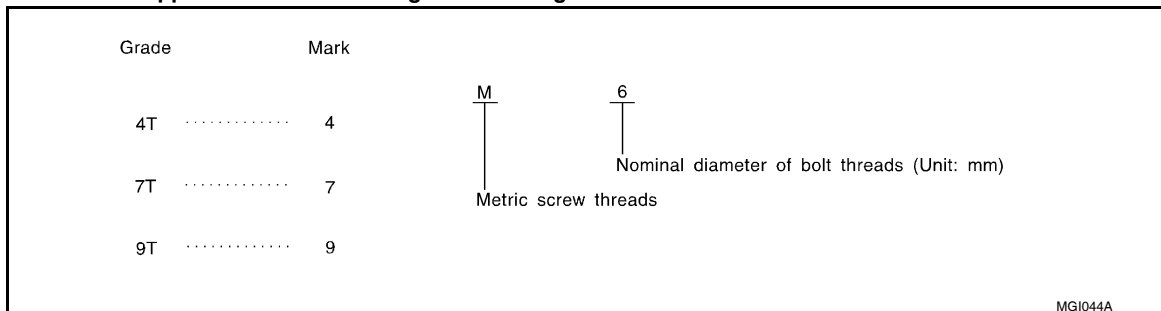 Grade Mark
M 6
4T ............. 4
Nominal diameter of bolt threads (Unit: mm)
7T ............. 7
Metric screw threads
9T ............. 9
MGI044A